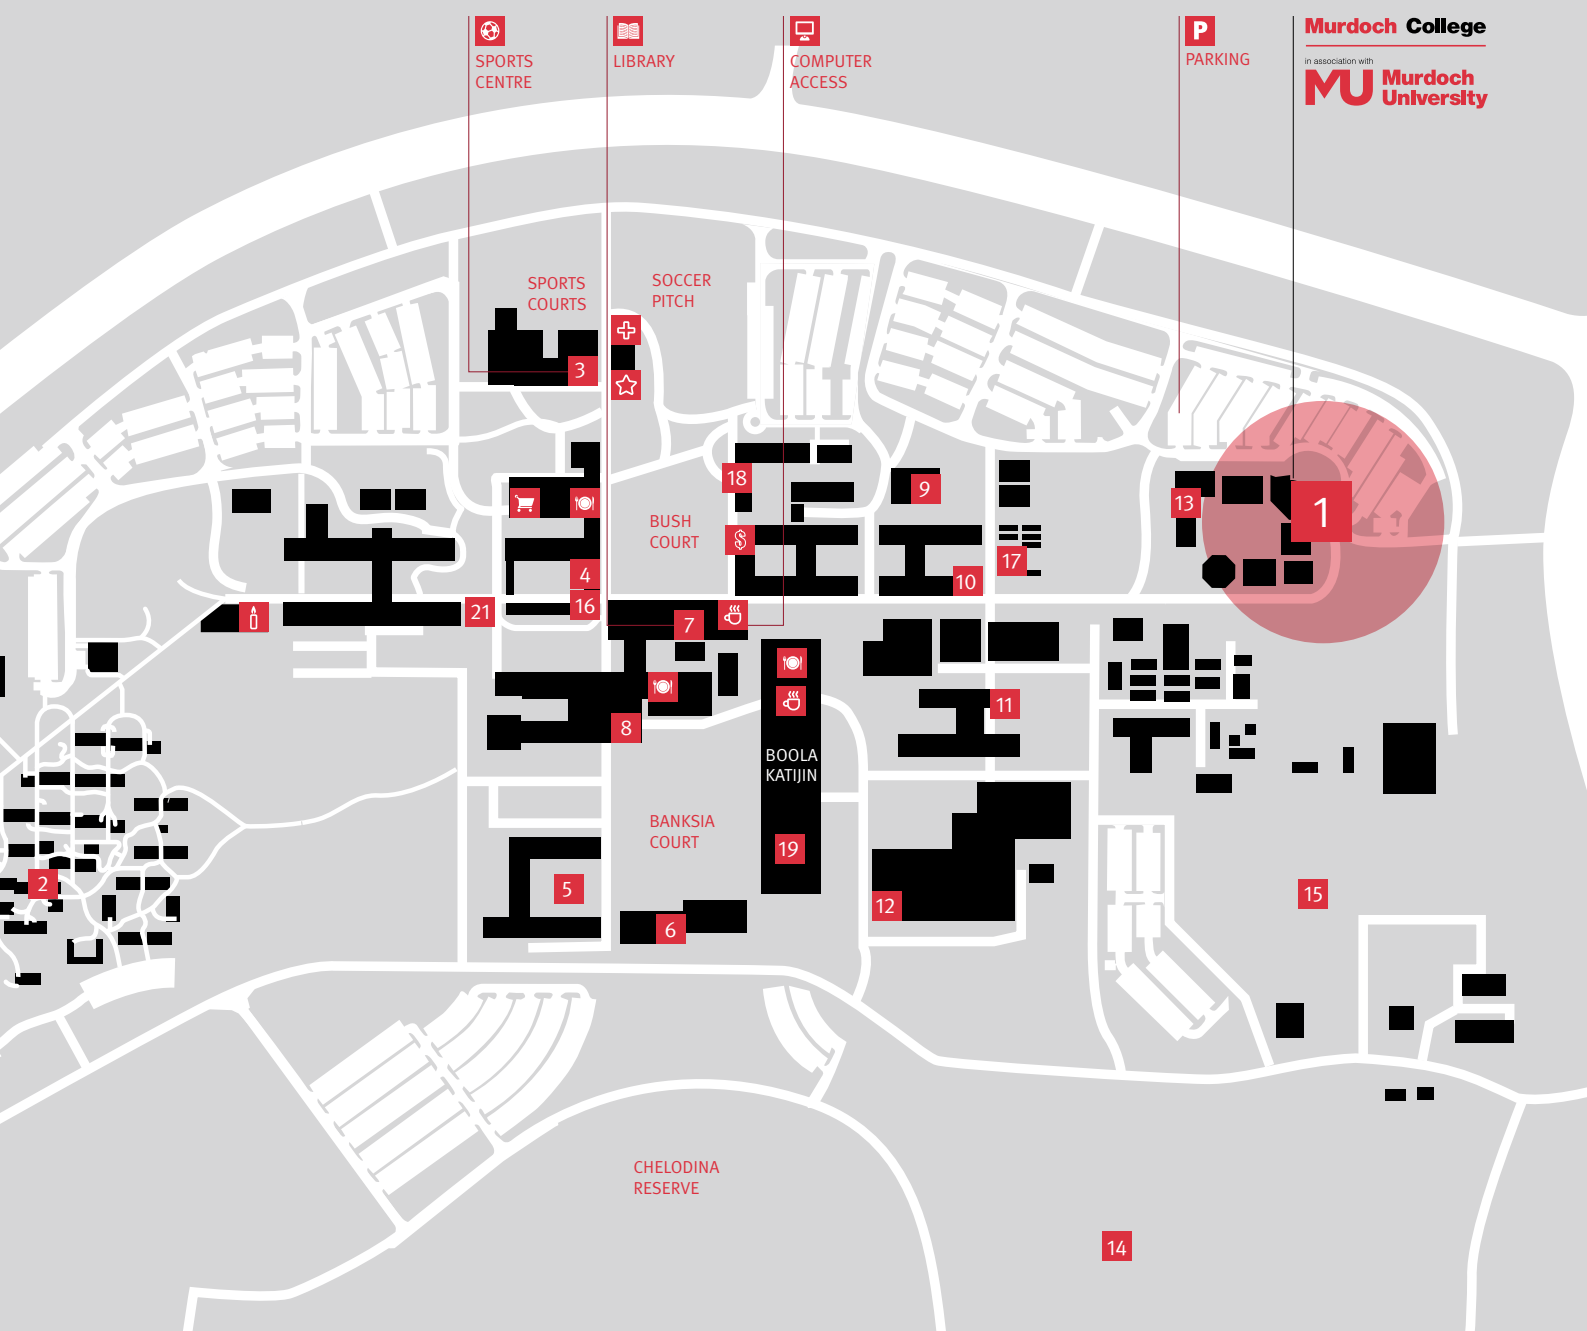 SPORTS
CENTRE
LIBRARY
COMPUTER
ACCESS
P
PARKING
Murdoch College
in association with
MU Murdoch
University
SPORTS
COURTS
SOCCER
PITCH
3
18
9
13
1
BUSH
COURT
$
17
4
10
16
21
7
11
8
BOOLA
KATIJIN
BANKSIA
COURT
19
2
5
15
12
6
CHELODINA
RESERVE
14